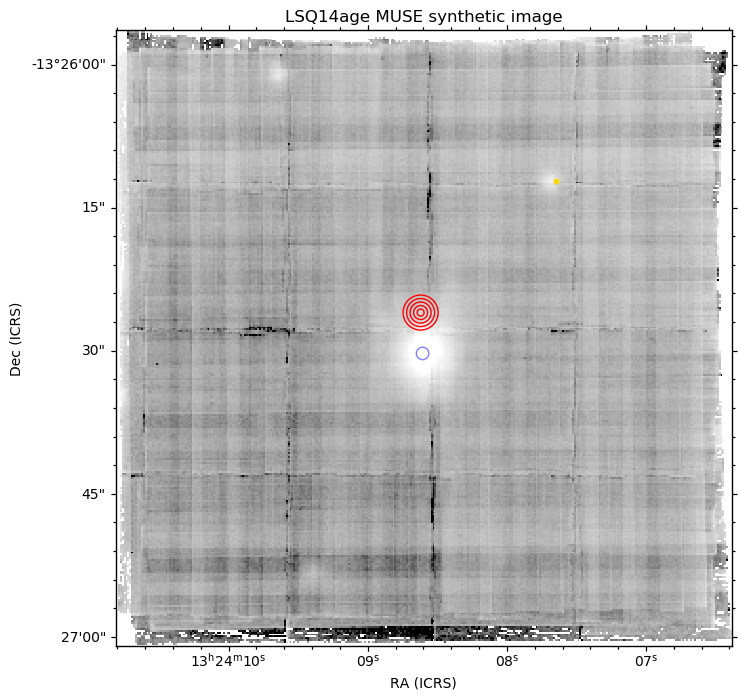 LSQ14age MUSE synthetic image
-13°26'00"
15"
30"
45"
27'00"
Dec (ICRS)
13ʰ24ᵐ10ˢ
09ˢ
08ˢ
07ˢ
RA (ICRS)